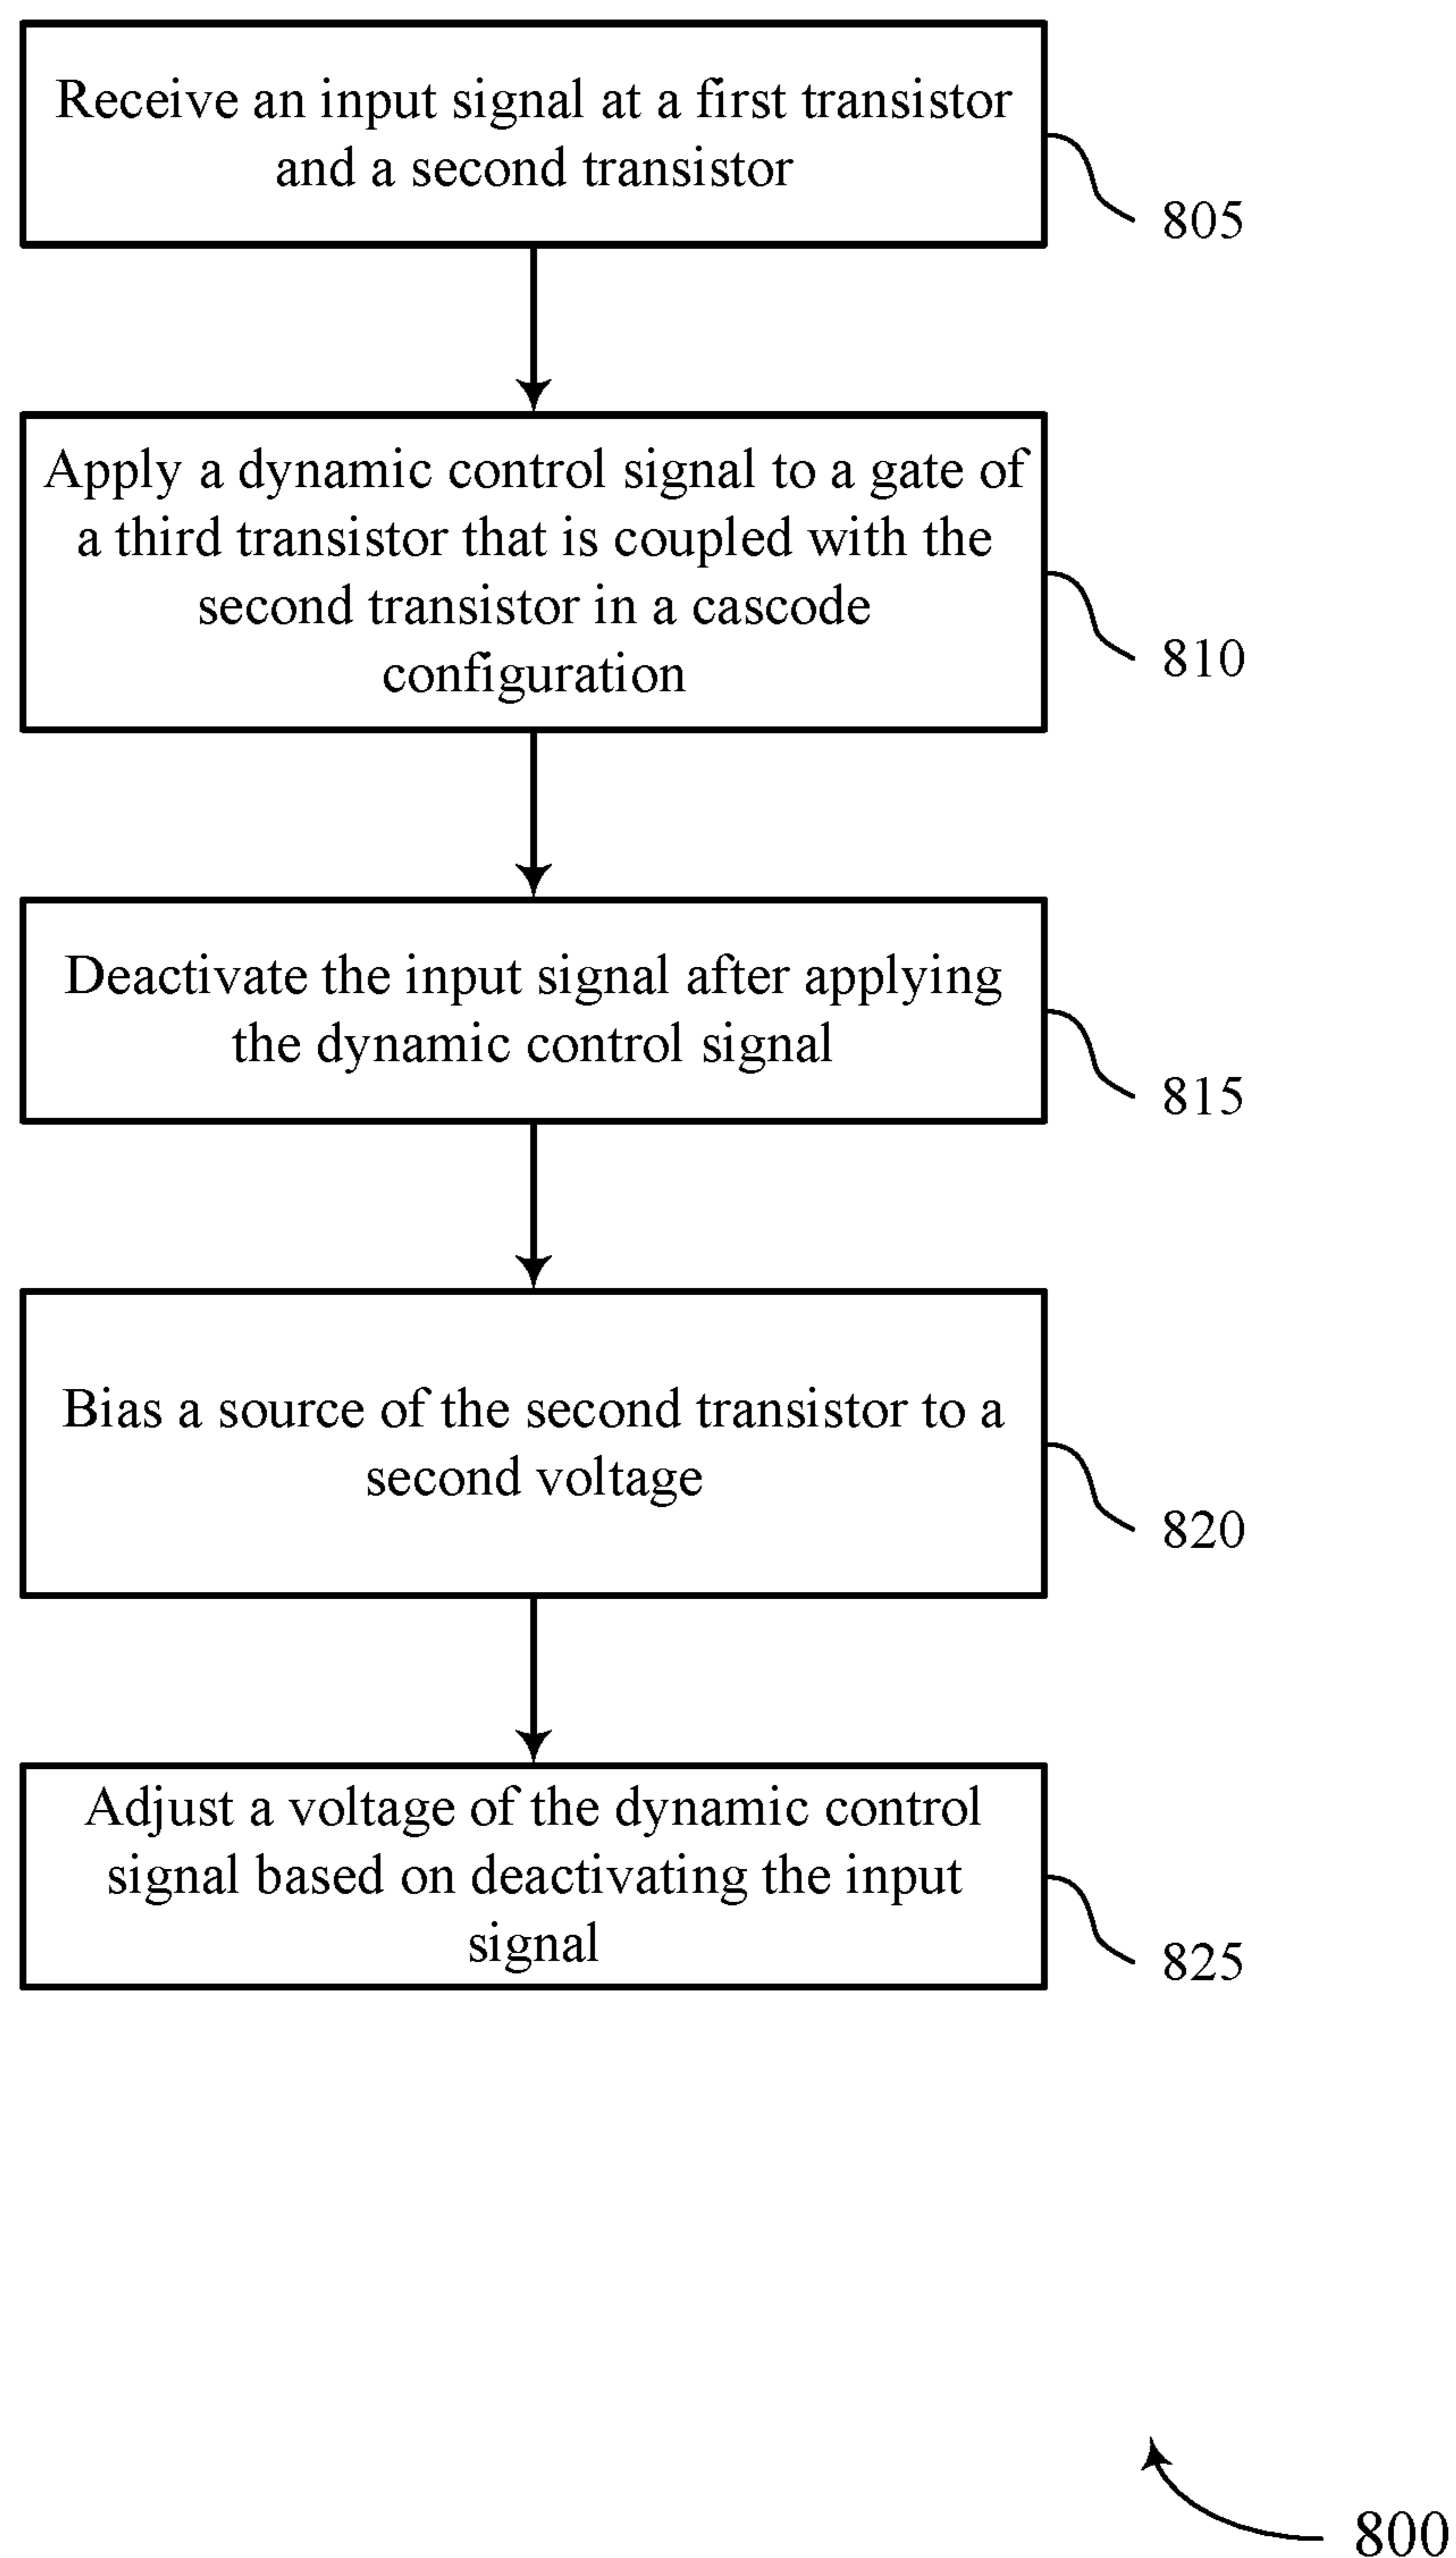 Receive an input signal at a first transistor
and a second transistor
805
Apply a dynamic control signal to a gate of
a third transistor that is coupled with the
second transistor in a cascode
configuration
810
Deactivate the input signal after applying
the dynamic control signal
815
Bias a source of the second transistor to a
second voltage
820
Adjust a voltage of the dynamic control
signal based on deactivating the input
signal
825
800